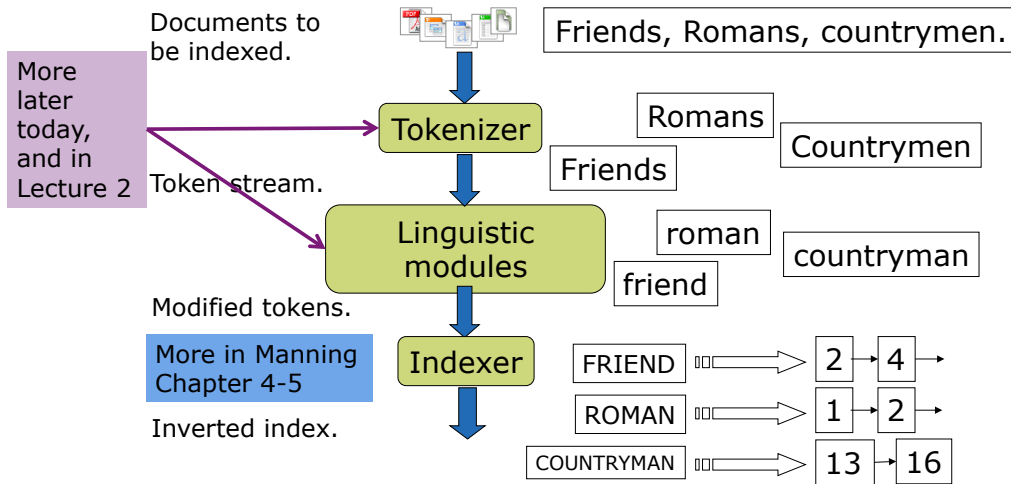 Documents to
be indexed.
Friends, Romans, countrymen.
More
later
today,
and in
Lecture 2
Tokenizer
Romans
Countrymen
Friends
Token stream.
Linguistic
modules
roman
countryman
friend
Modified tokens.
More in Manning
Chapter 4-5
Indexer
FRIEND
2
4
ROMAN
1
2
Inverted index.
COUNTRYMAN
13
16